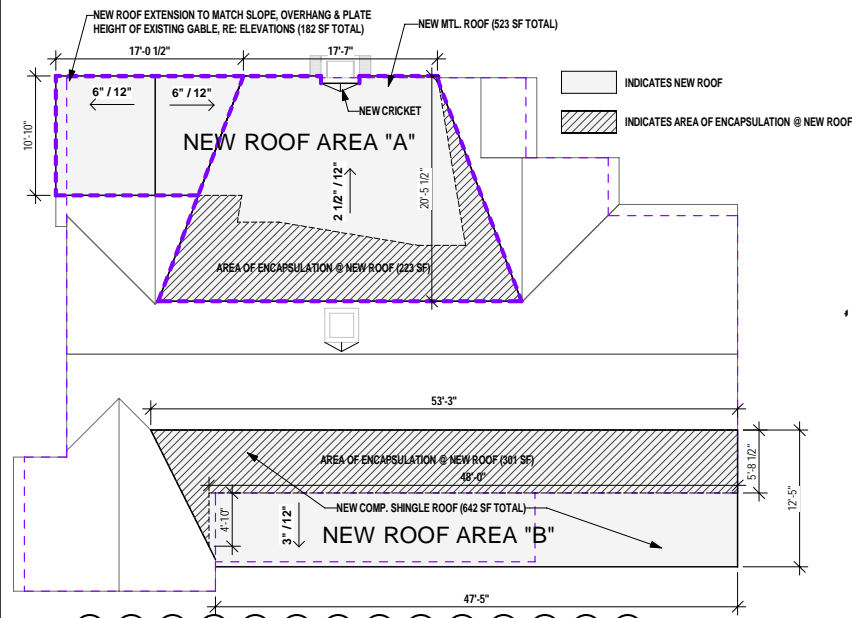 NEW ROOF EXTENSION TO MATCH SLOPE, OVERHANG & PLATE
HEIGHT OF EXISTING GABLE, RE: ELEVATIONS (182 SF TOTAL)
NEW MTL. ROOF (523 SF TOTAL)
17'-0 1/2"
17'-7"
INDICATES NEW ROOF
6" / 12"
6" / 12"
NEW CRICKET
INDICATES AREA OF ENCAPSULATION @ NEW ROOF
10'-10"
NEW ROOF AREA "A"
2 1/2" / 12"
20'-5 1/2"
AREA OF ENCAPSULATION @ NEW ROOF (223 SF)
53'-3"
AREA OF ENCAPSULATION @ NEW ROOF (301 SF)
48'-0"
5'-8 1/2"
12'-5"
4'-10"
NEW COMP. SHINGLE ROOF (642 SF TOTAL)
3" / 12"
NEW ROOF AREA "B"
47'-5"